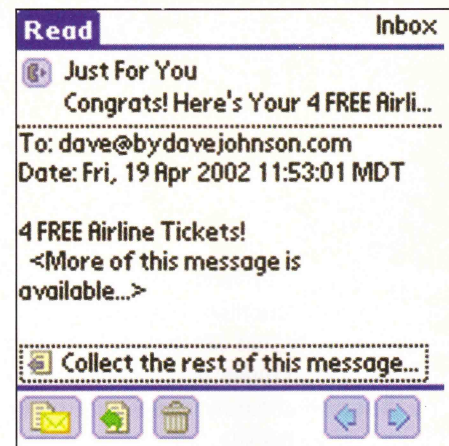 Read Inbox
Just For You
Congrats! Here's Your 4 FREE Airli...
To: dave@bydavejohnson.com
Date: Fri, 19 Apr 2002 11:53:01 MDT
4 FREE Airline Tickets!
<More of this message is
available...>
Collect the rest of this message...